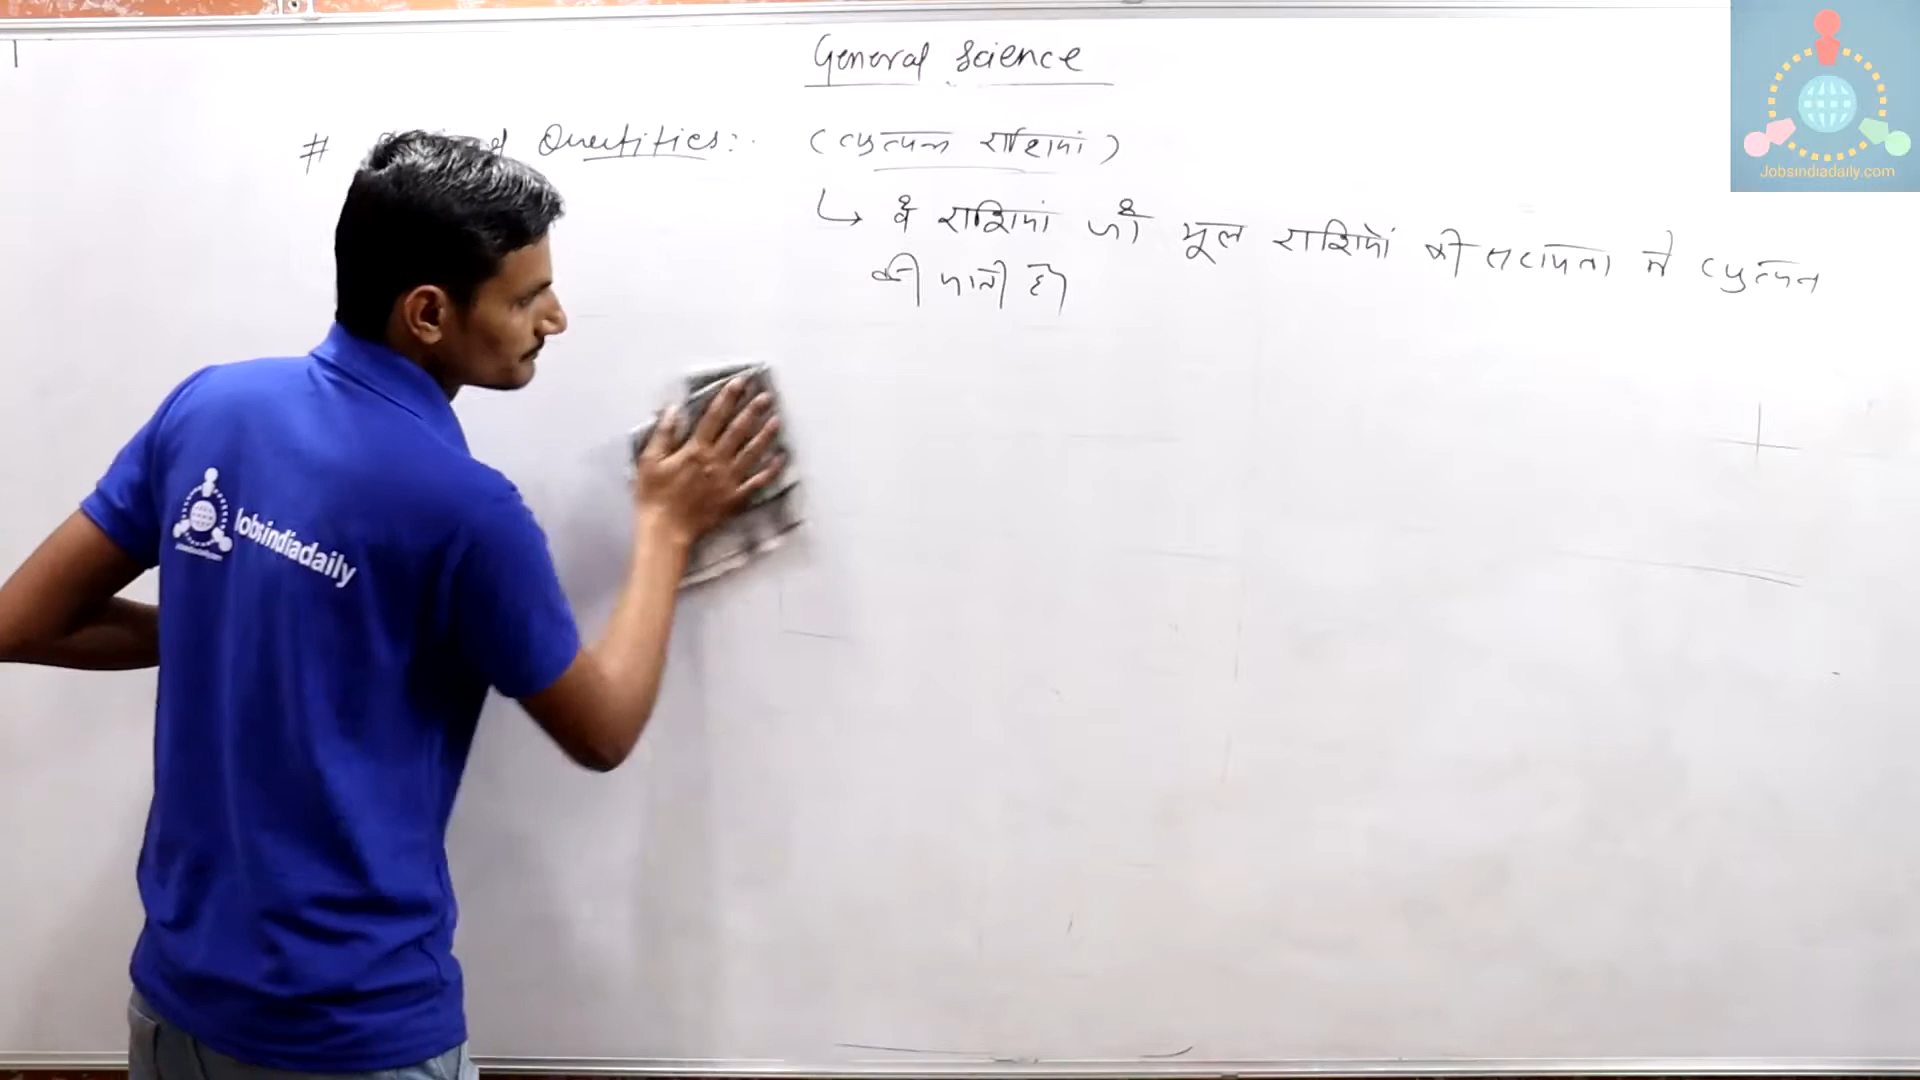 General Science
# Quantities:- (व्युत्पन्न राशियां)
↳ वे राशियां जो मूल राशियों की सहायता से व्युत्पन्न
की जाती है।
Jobsindiadaily.com
Jobsindiadaily